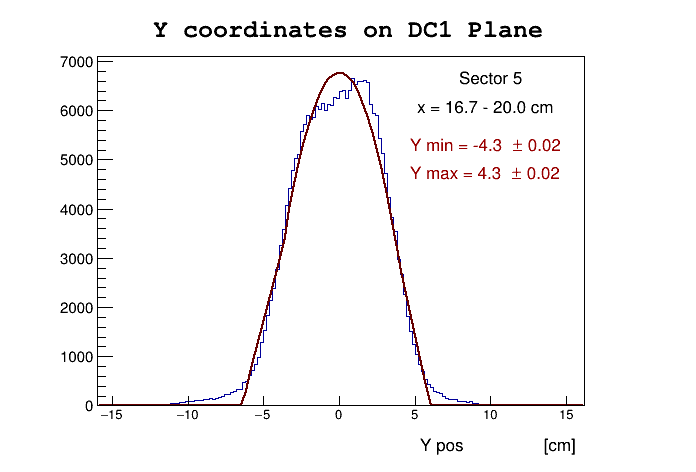 Y coordinates on DC1 Plane
Sector 5
x = 16.7 - 20.0 cm
Y min = -4.3 ± 0.02
Y max = 4.3 ± 0.02
7000
6000
5000
4000
3000
2000
1000
0
−15 −10 −5 0 5 10 15
Y pos [cm]